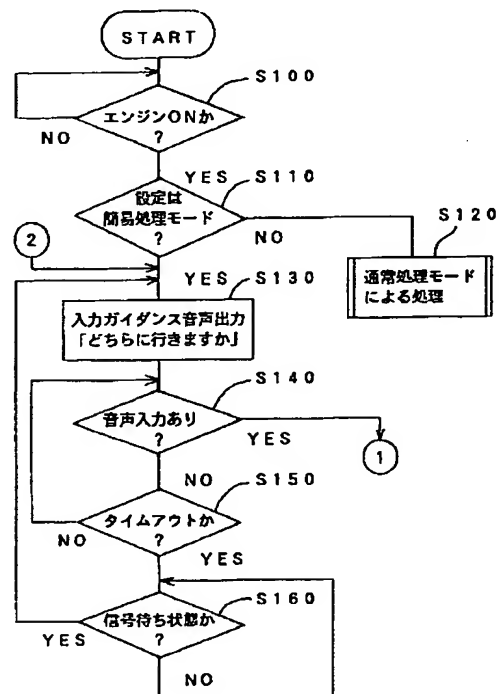 START
S100
エンジンONか
?
NO
YES
S110
設定は
簡易処理モード
?
NO
S120
通常処理モード
による処理
2
YES
S130
入力ガイダンス音声出力
「どちらに行きますか」
S140
音声入力あり
?
YES
1
NO
S150
タイムアウトか
?
NO
YES
S160
信号待ち状態か
?
YES
NO